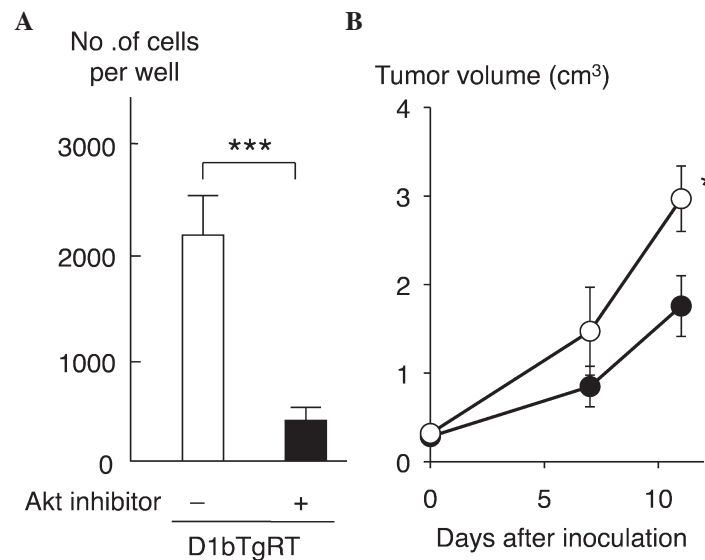 A
No .of cells
per well
3000
2000
1000
0
***
Akt inhibitor – +
D1bTgRT
B
Tumor volume (cm³)
4
3
2
1
0
*
0 5 10
Days after inoculation